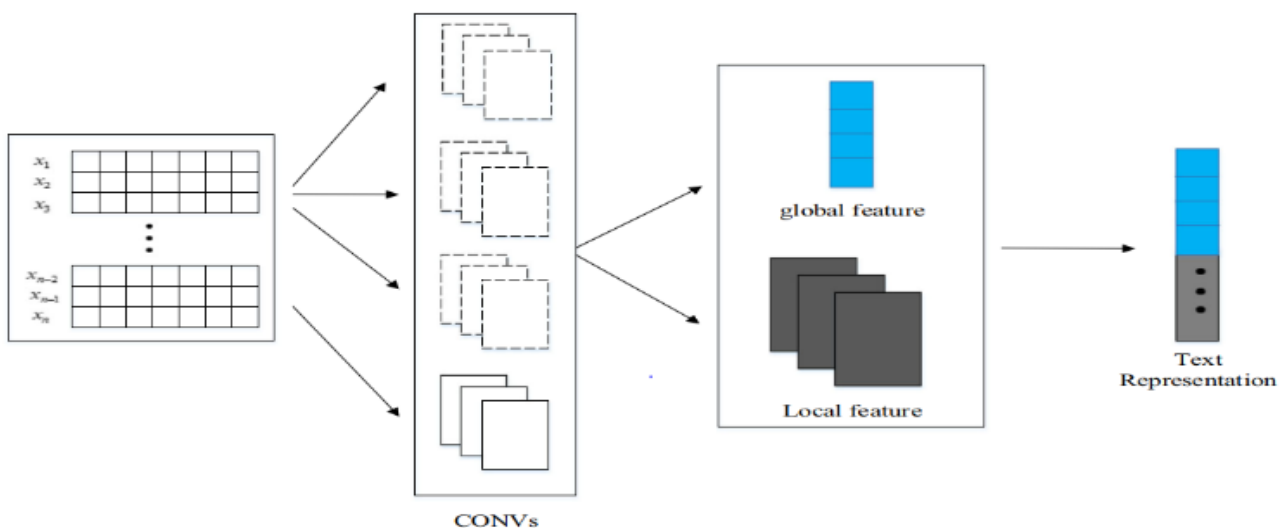 x₁
x₂
x₃
xₙ₋₂
xₙ₋₁
xₙ
CONVs
global feature
Local feature
Text
Representation